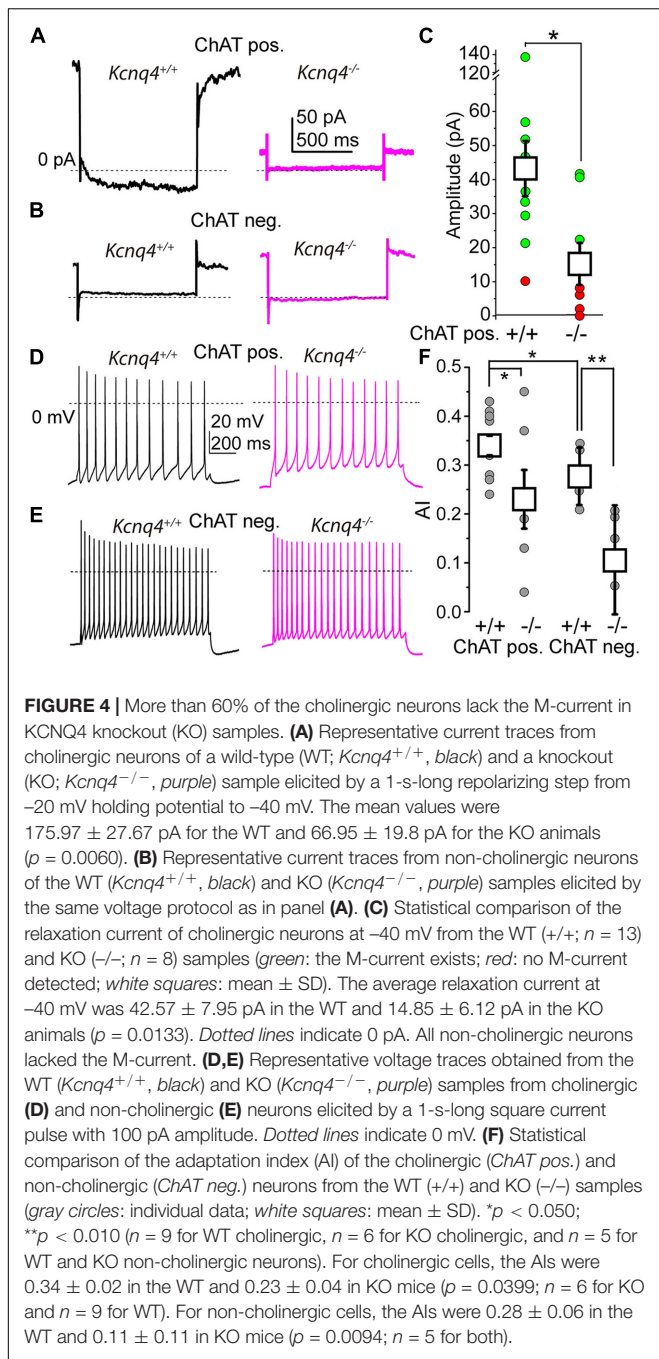 A
ChAT pos.
Kcnq4+/+
Kcnq4-/-
50 pA
500 ms
0 pA
B
ChAT neg.
Kcnq4+/+
Kcnq4-/-
C
*
140
120
60
50
40
30
20
10
0
Amplitude (pA)
ChAT pos. +/+ -/-
D
Kcnq4+/+ ChAT pos. Kcnq4-/-
0 mV
20 mV
200 ms
E
Kcnq4+/+ ChAT neg. Kcnq4-/-
F
* * **
0.5
0.3
0.1
0.0
AI
+/+ -/- +/+ -/-
ChAT pos. ChAT neg.
FIGURE 4 | More than 60% of the cholinergic neurons lack the M-current in
KCNQ4 knockout (KO) samples. (A) Representative current traces from
cholinergic neurons of a wild-type (WT; Kcnq4+/+, black) and a knockout
(KO; Kcnq4−/−, purple) sample elicited by a 1-s-long repolarizing step from
–20 mV holding potential to –40 mV. The mean values were
175.97 ± 27.67 pA for the WT and 66.95 ± 19.8 pA for the KO animals
(p = 0.0060). (B) Representative current traces from non-cholinergic neurons
of the WT (Kcnq4+/+, black) and KO (Kcnq4−/−, purple) samples elicited by
the same voltage protocol as in panel (A). (C) Statistical comparison of the
relaxation current of cholinergic neurons at –40 mV from the WT (+/+; n = 13)
and KO (–/–; n = 8) samples (green: the M-current exists; red: no M-current
detected; white squares: mean ± SD). The average relaxation current at
–40 mV was 42.57 ± 7.95 pA in the WT and 14.85 ± 6.12 pA in the KO
animals (p = 0.0133). Dotted lines indicate 0 pA. All non-cholinergic neurons
lacked the M-current. (D,E) Representative voltage traces obtained from the
WT (Kcnq4+/+, black) and KO (Kcnq4−/−, purple) samples from cholinergic
(D) and non-cholinergic (E) neurons elicited by a 1-s-long square current
pulse with 100 pA amplitude. Dotted lines indicate 0 mV. (F) Statistical
comparison of the adaptation index (AI) of the cholinergic (ChAT pos.) and
non-cholinergic (ChAT neg.) neurons from the WT (+/+) and KO (–/–) samples
(gray circles: individual data; white squares: mean ± SD). *p < 0.050;
**p < 0.010 (n = 9 for WT cholinergic, n = 6 for KO cholinergic, and n = 5 for
WT and KO non-cholinergic neurons). For cholinergic cells, the AIs were
0.34 ± 0.02 in the WT and 0.23 ± 0.04 in KO mice (p = 0.0399; n = 6 for KO
and n = 9 for WT). For non-cholinergic cells, the AIs were 0.28 ± 0.06 in the
WT and 0.11 ± 0.11 in KO mice (p = 0.0094; n = 5 for both).